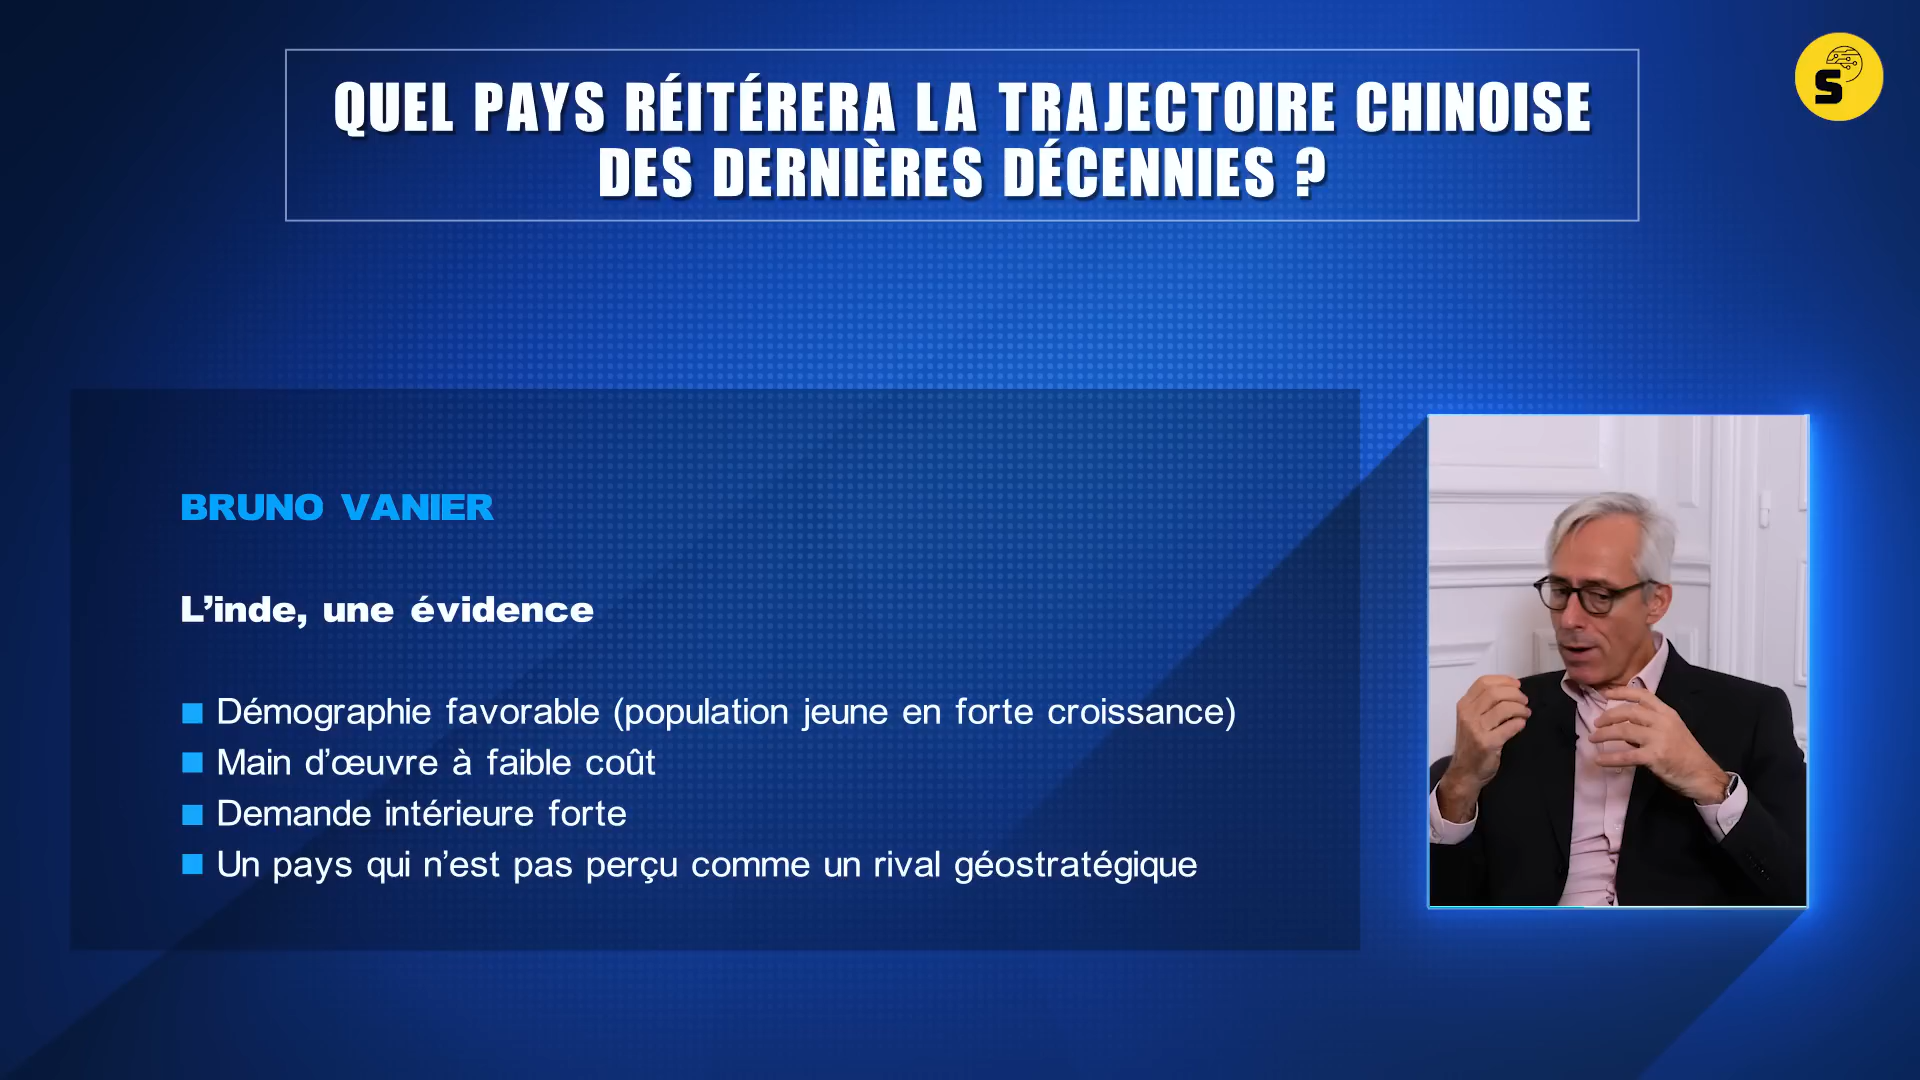 QUEL PAYS RÉITÉRERA LA TRAJECTOIRE CHINOISE
DES DERNIÈRES DÉCENNIES ?
S
BRUNO VANIER
L’inde, une évidence
Démographie favorable (population jeune en forte croissance)
Main d’œuvre à faible coût
Demande intérieure forte
Un pays qui n’est pas perçu comme un rival géostratégique